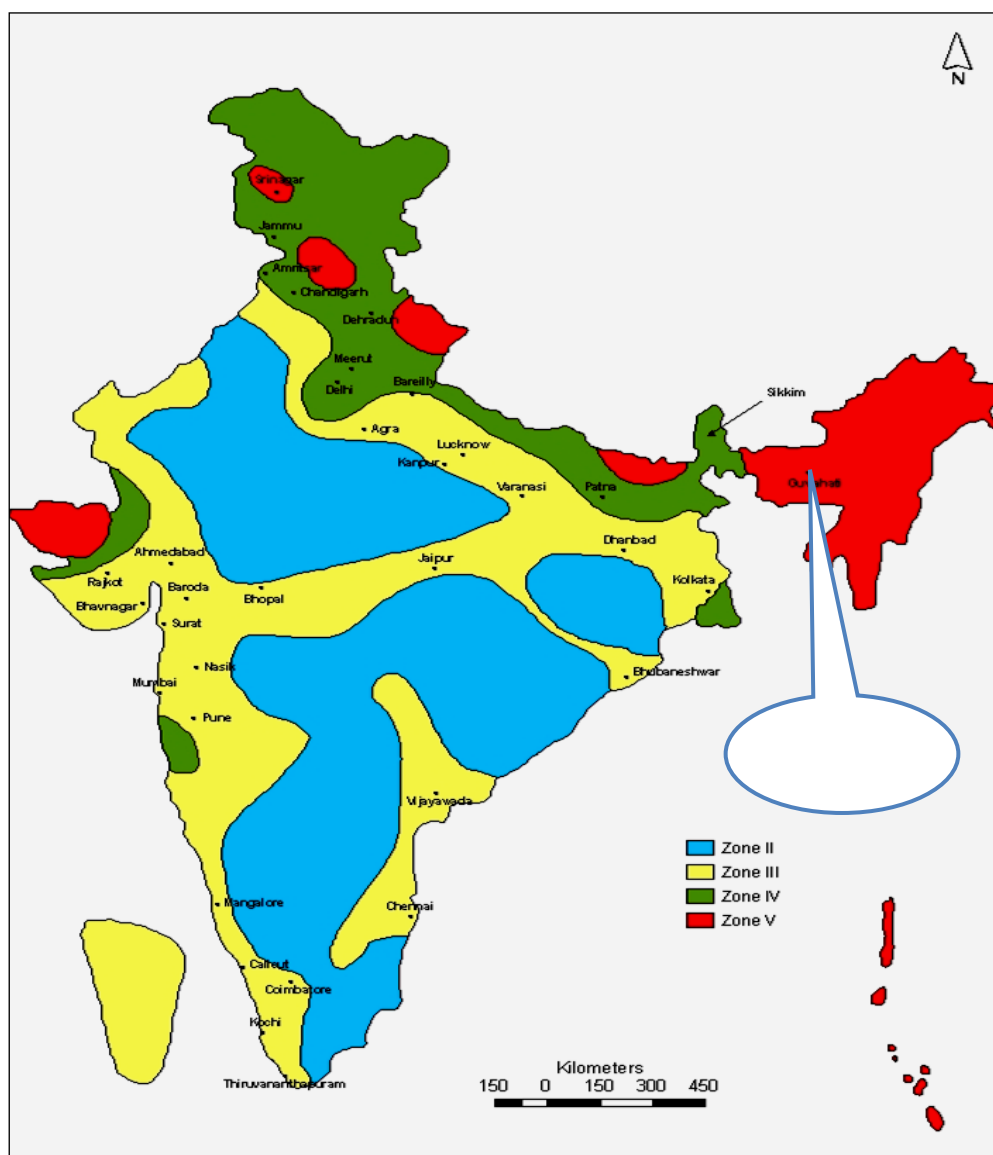 N
Srinagar
Jammu
Amritsar
Chandigarh
Dehradun
Meerut
Delhi
Bareilly
Sikkim
Agra
Lucknow
Kanpur
Guwahati
Varanasi
Patna
Ahmedabad
Dhanbad
Jaipur
Rajkot
Baroda
Bhopal
Kolkata
Bhavnagar
Surat
Nasik
Bhubaneshwar
Mumbai
Pune
Vijayawada
Zone II
Zone III
Zone IV
Zone V
Mangalore
Chennai
Calicut
Coimbatore
Kochi
Thiruvananthapuram
Kilometers
150 0 150 300 450